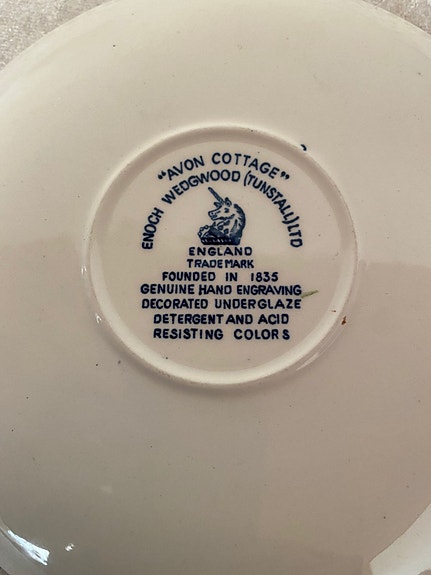 "AVON COTTAGE"
ENOCH WEDGWOOD (TUNSTALL) LTD
ENGLAND
TRADE MARK
FOUNDED IN 1835
GENUINE HAND ENGRAVING
DECORATED UNDERGLAZE
DETERGENT AND ACID
RESISTING COLORS